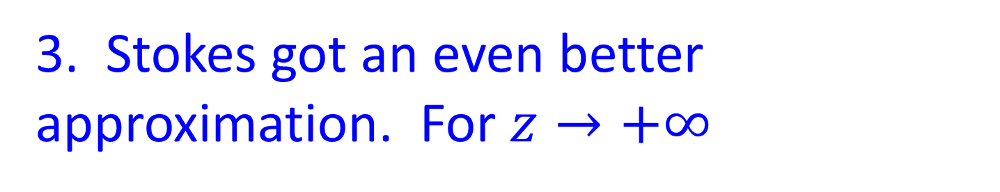 3. Stokes got an even better
approximation. For z → +∞